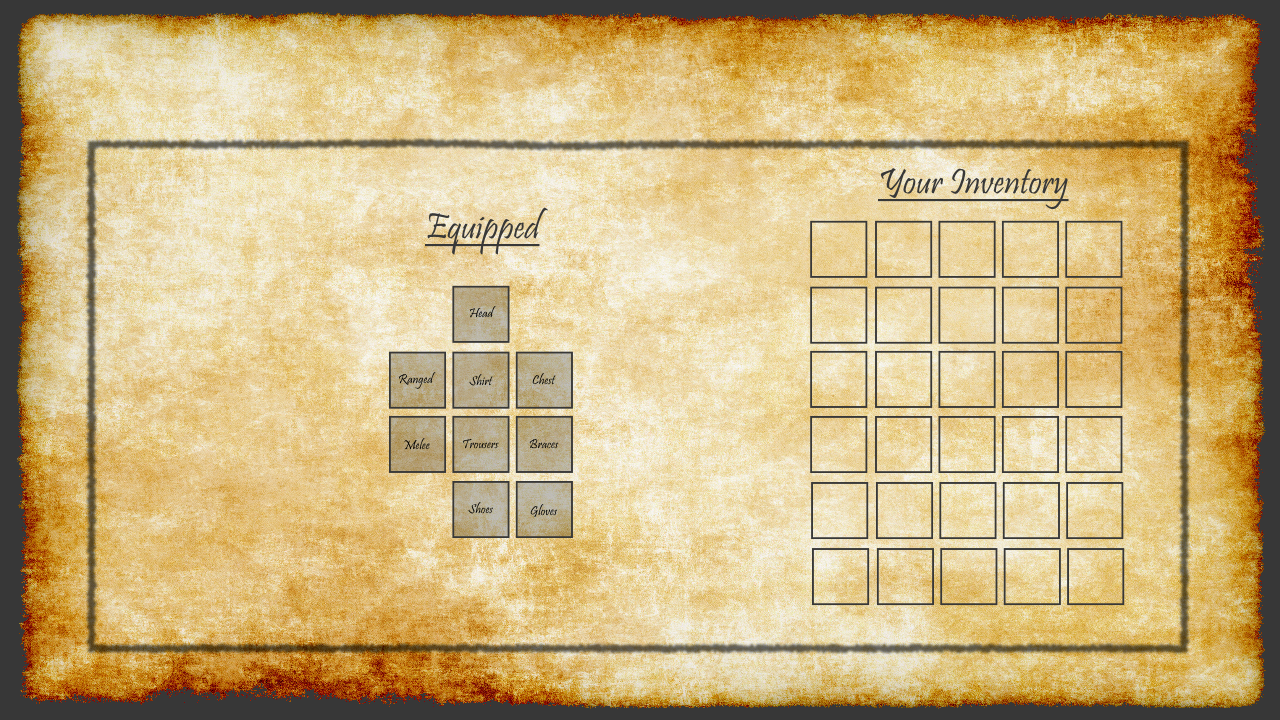 Your Inventory
Equipped
Head
Ranged Shirt Chest
Melee Trousers Braces
Shoes Gloves